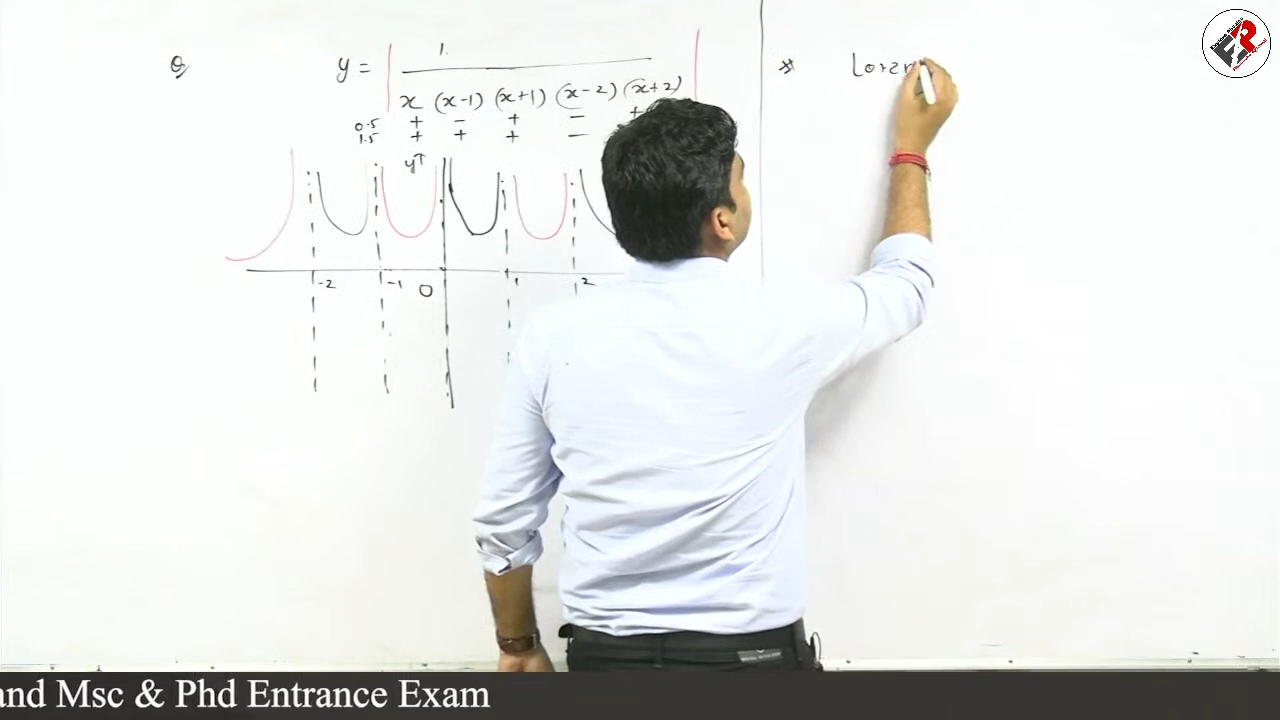 Q y = | 1. / x (x-1) (x+1) (x-2) (x+2) |
0.5 + - + - +
1.5 + + + -
y↑
-2 -1 0 1 2
* Lorzn
and Msc & Phd Entrance Exam